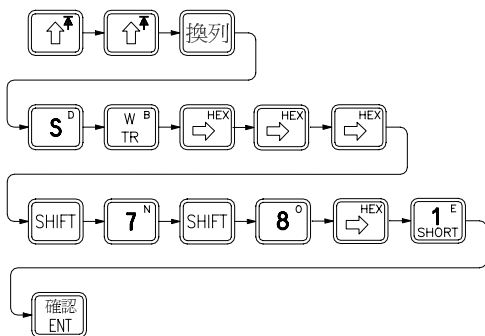 換列
S D W B TR HEX HEX HEX
SHIFT 7 N SHIFT 8 O HEX 1 E SHORT
確認 ENT